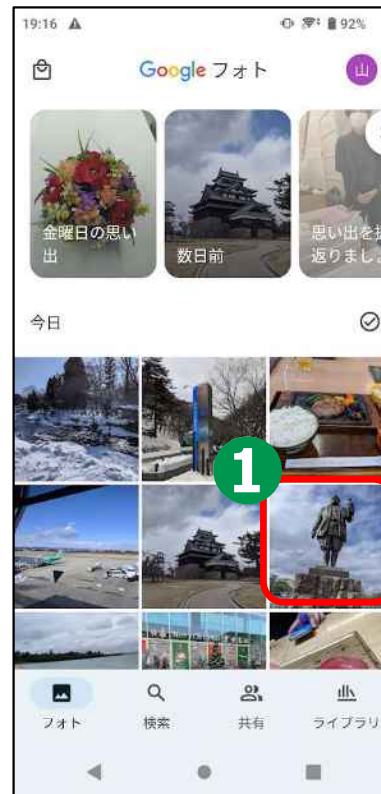 19:16
92%
Google フォト
山
金曜日の思い
出
数日前
思い出を
返りまし
今日
1
フォト
検索
共有
ライブラリ